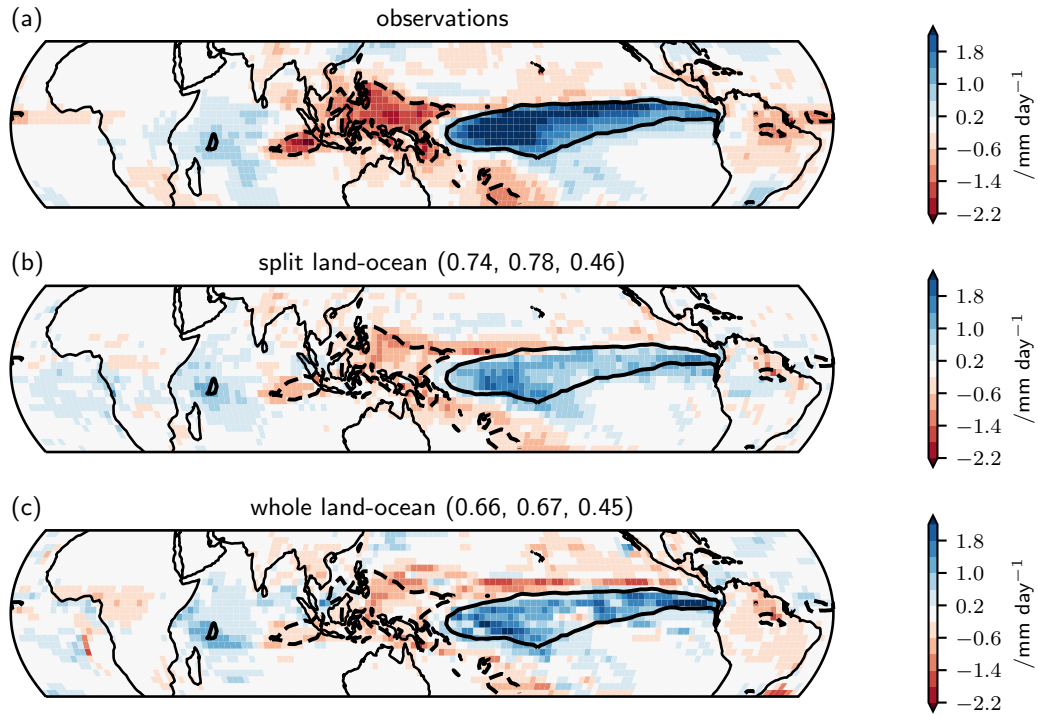 (a)
observations
1.8
1.0
0.2
−0.6
−1.4
−2.2
/mm day⁻¹
(b)
split land-ocean (0.74, 0.78, 0.46)
1.8
1.0
0.2
−0.6
−1.4
−2.2
/mm day⁻¹
(c)
whole land-ocean (0.66, 0.67, 0.45)
1.8
1.0
0.2
−0.6
−1.4
−2.2
/mm day⁻¹